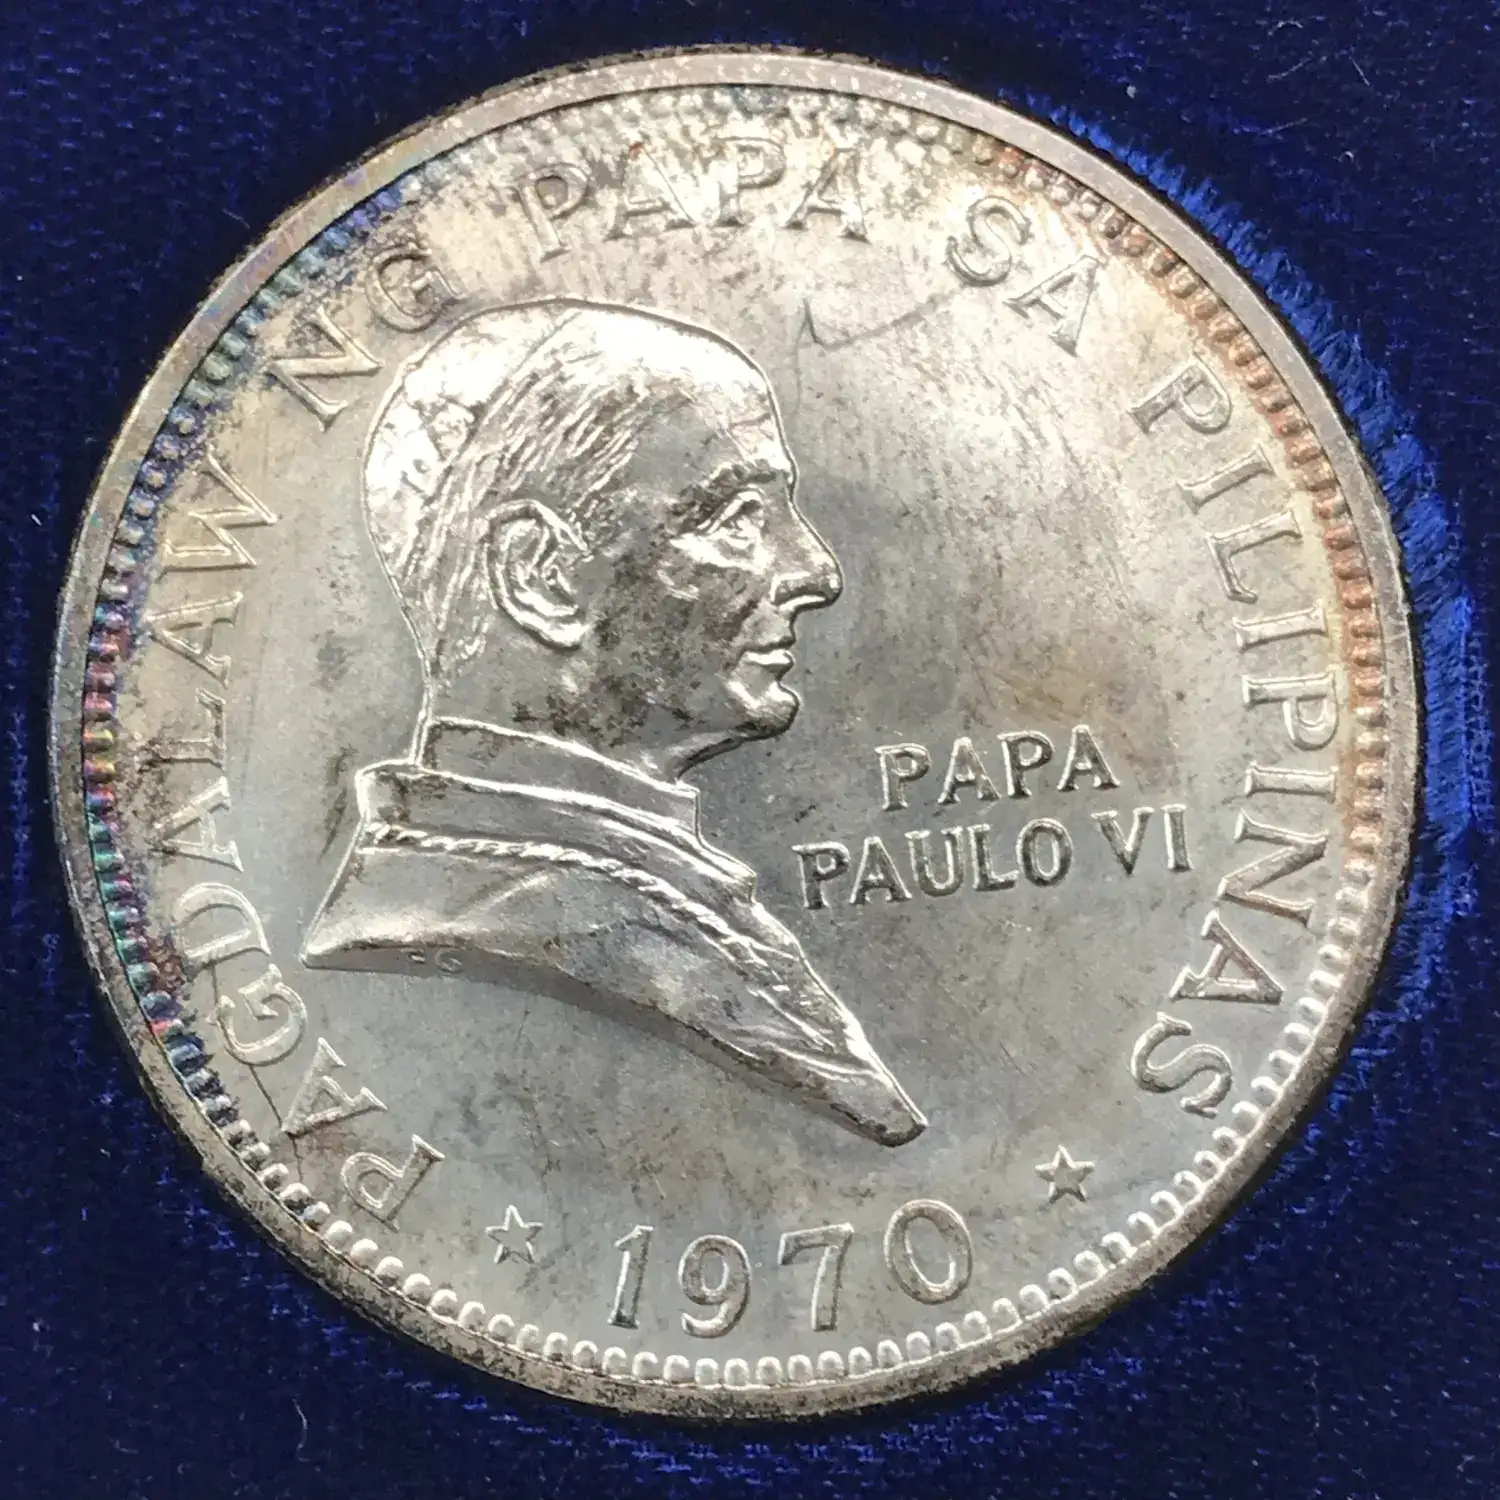 PAGDALAW NG PAPA SA PILIPINAS
PAPA
PAULO VI
1970